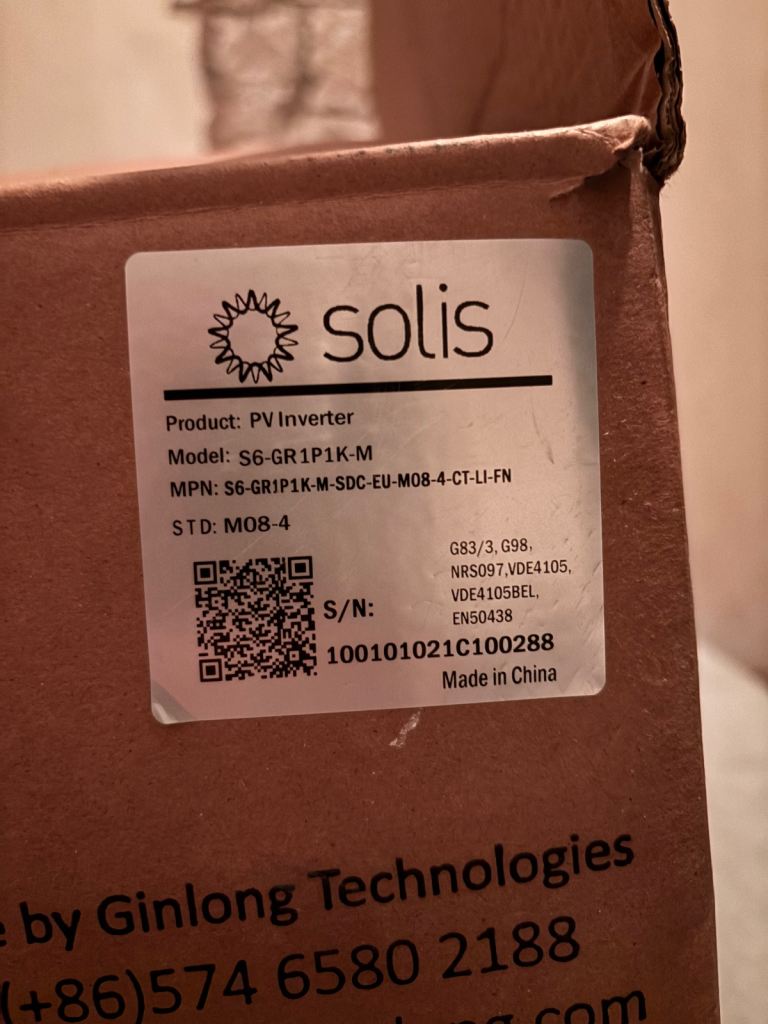 solis
Product: PV Inverter
Model: S6-GR1P1K-M
MPN: S6-GR1P1K-M-SDC-EU-M08-4-CT-LI-FN
STD: M08-4
G83/3, G98,
NRS097,VDE4105,
VDE4105BEL,
EN50438
S/N:
100101021C100288
Made in China
by Ginlong Technologies
(+86)574 6580 2188